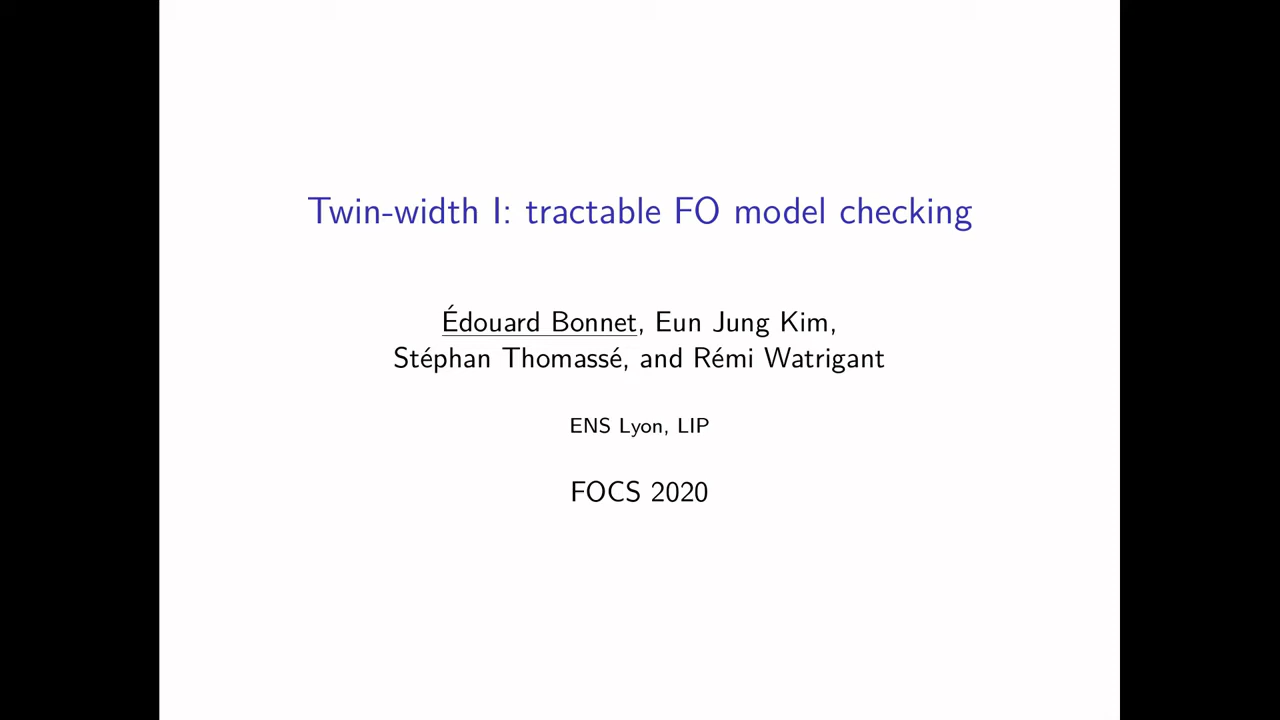 Twin-width I: tractable FO model checking
Édouard Bonnet, Eun Jung Kim,
Stéphan Thomassé, and Rémi Watrigant
ENS Lyon, LIP
FOCS 2020